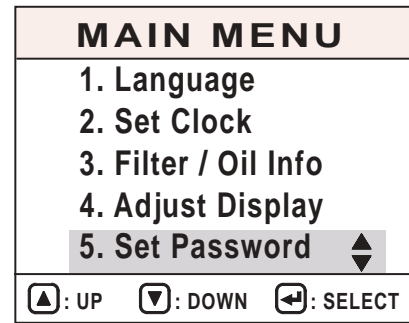 MAIN MENU
1. Language
2. Set Clock
3. Filter / Oil Info
4. Adjust Display
5. Set Password
: UP : DOWN : SELECT